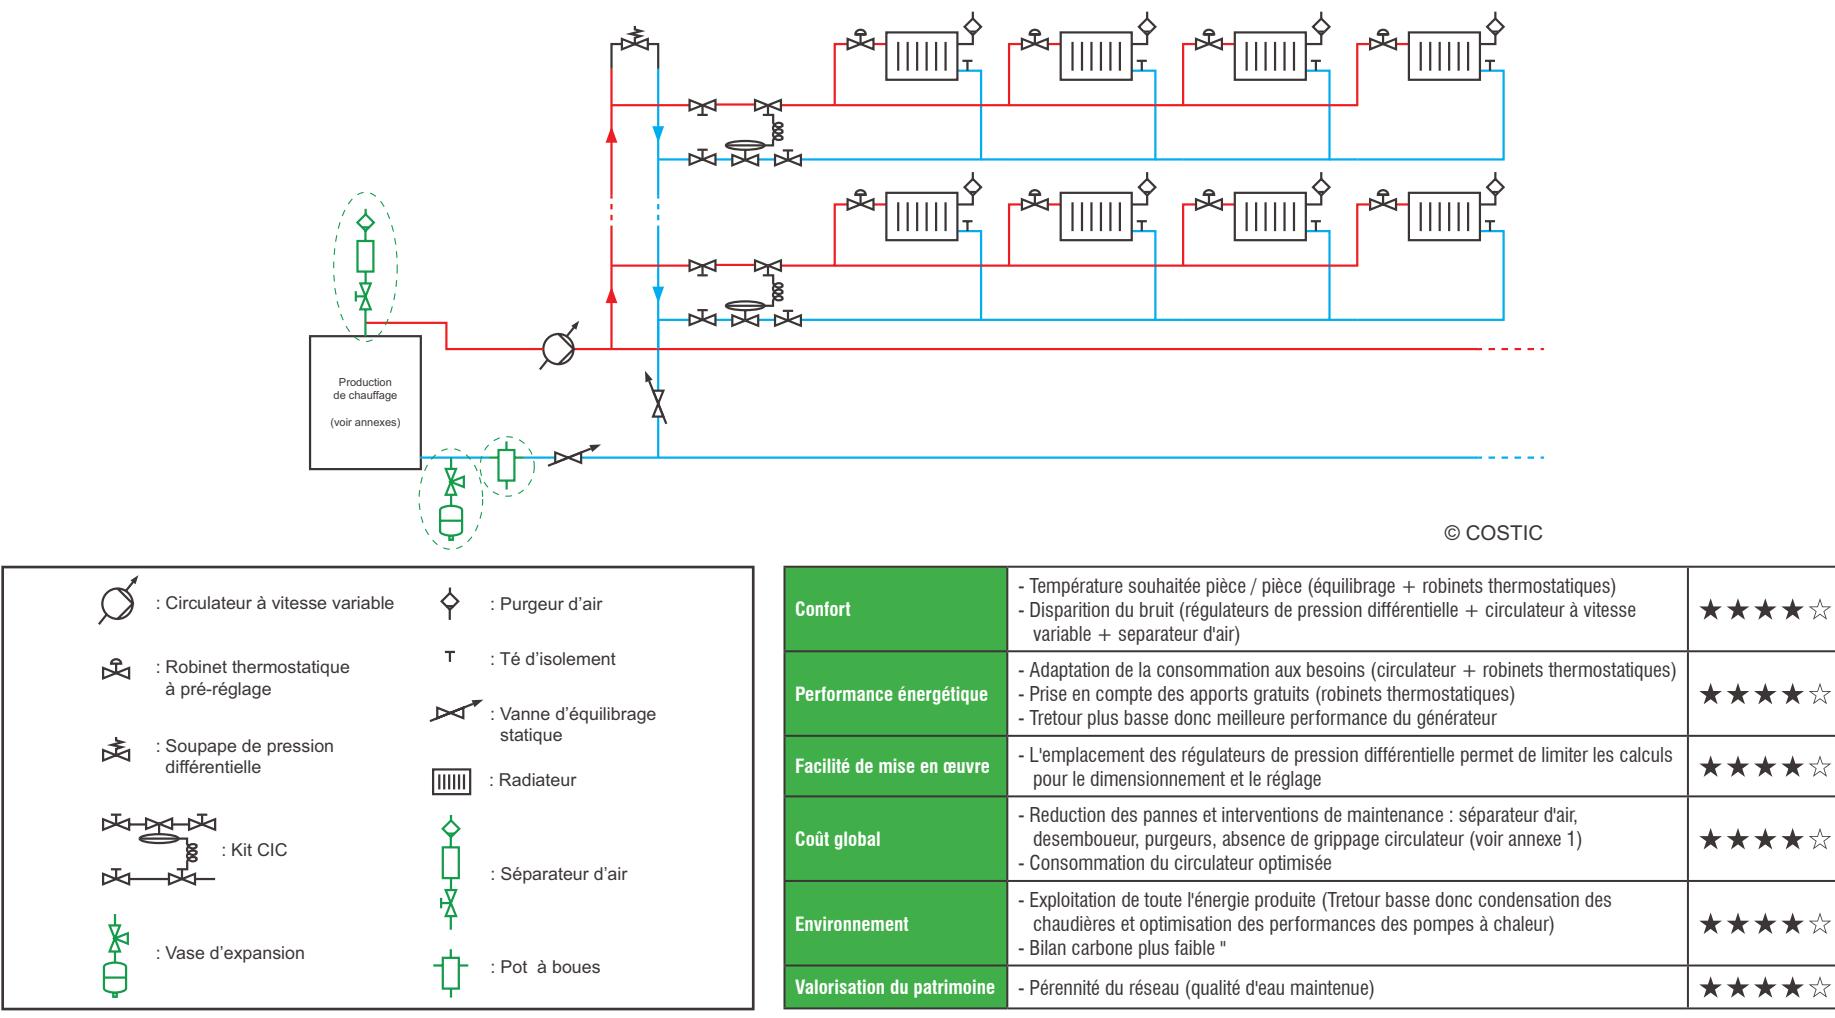 Production
de chauffage
(voir annexes)
© COSTIC
: Circulateur à vitesse variable
: Robinet thermostatique
à pré-réglage
: Soupape de pression
différentielle
: Kit CIC
: Vase d'expansion
: Purgeur d'air
: Té d'isolement
: Vanne d'équilibrage
statique
: Radiateur
: Séparateur d'air
: Pot à boues
Confort
- Température souhaitée pièce / pièce (équilibrage + robinets thermostatiques)
- Disparition du bruit (régulateurs de pression différentielle + circulateur à vitesse
variable + separateur d'air)
★★★★☆
Performance énergétique
- Adaptation de la consommation aux besoins (circulateur + robinets thermostatiques)
- Prise en compte des apports gratuits (robinets thermostatiques)
- Tretour plus basse donc meilleure performance du générateur
★★★★☆
Facilité de mise en œuvre
- L'emplacement des régulateurs de pression différentielle permet de limiter les calculs
pour le dimensionnement et le réglage
★★★★☆
Coût global
- Reduction des pannes et interventions de maintenance : séparateur d'air,
desemboueur, purgeurs, absence de grippage circulateur (voir annexe 1)
- Consommation du circulateur optimisée
★★★★☆
Environnement
- Exploitation de toute l'énergie produite (Tretour basse donc condensation des
chaudières et optimisation des performances des pompes à chaleur)
- Bilan carbone plus faible "
★★★★☆
Valorisation du patrimoine
- Pérennité du réseau (qualité d'eau maintenue)
★★★★☆